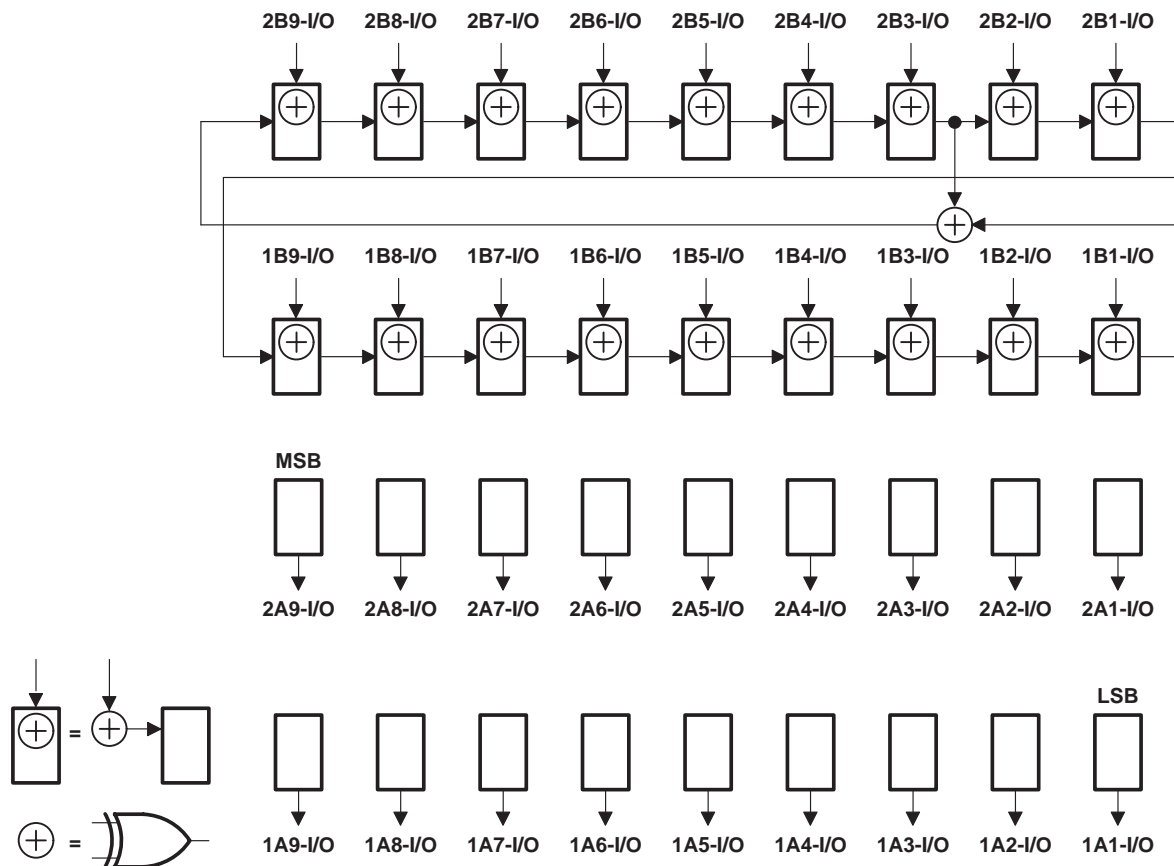 2B9-I/O 2B8-I/O 2B7-I/O 2B6-I/O 2B5-I/O 2B4-I/O 2B3-I/O 2B2-I/O 2B1-I/O
1B9-I/O 1B8-I/O 1B7-I/O 1B6-I/O 1B5-I/O 1B4-I/O 1B3-I/O 1B2-I/O 1B1-I/O
MSB
2A9-I/O 2A8-I/O 2A7-I/O 2A6-I/O 2A5-I/O 2A4-I/O 2A3-I/O 2A2-I/O 2A1-I/O
LSB
=
=
1A9-I/O 1A8-I/O 1A7-I/O 1A6-I/O 1A5-I/O 1A4-I/O 1A3-I/O 1A2-I/O 1A1-I/O